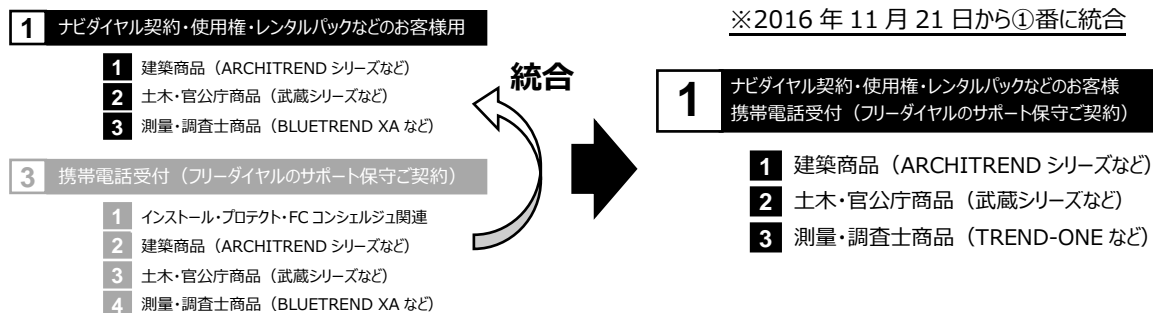 1 ナビダイヤル契約・使用権・レンタルパックなどのお客様用
1 建築商品（ARCHITREND シリーズなど）
2 土木・官公庁商品（武蔵シリーズなど）
3 測量・調査士商品（BLUETREND XA など）
3 携帯電話受付（フリーダイヤルのサポート保守ご契約）
1 インストール・プロテクト・FC コンシェルジュ関連
2 建築商品（ARCHITREND シリーズなど）
3 土木・官公庁商品（武蔵シリーズなど）
4 測量・調査士商品（BLUETREND XA など）
統合
※2016 年 11 月 21 日から①番に統合
1 ナビダイヤル契約・使用権・レンタルパックなどのお客様
携帯電話受付（フリーダイヤルのサポート保守ご契約）
1 建築商品（ARCHITREND シリーズなど）
2 土木・官公庁商品（武蔵シリーズなど）
3 測量・調査士商品（TREND-ONE など）